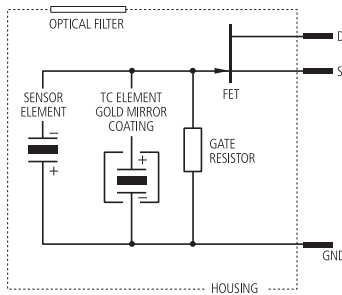 OPTICAL FILTER
D
S
FET
SENSOR
ELEMENT
TC ELEMENT
GOLD MIRROR
COATING
−
+
+
−
GATE
RESISTOR
GND
HOUSING